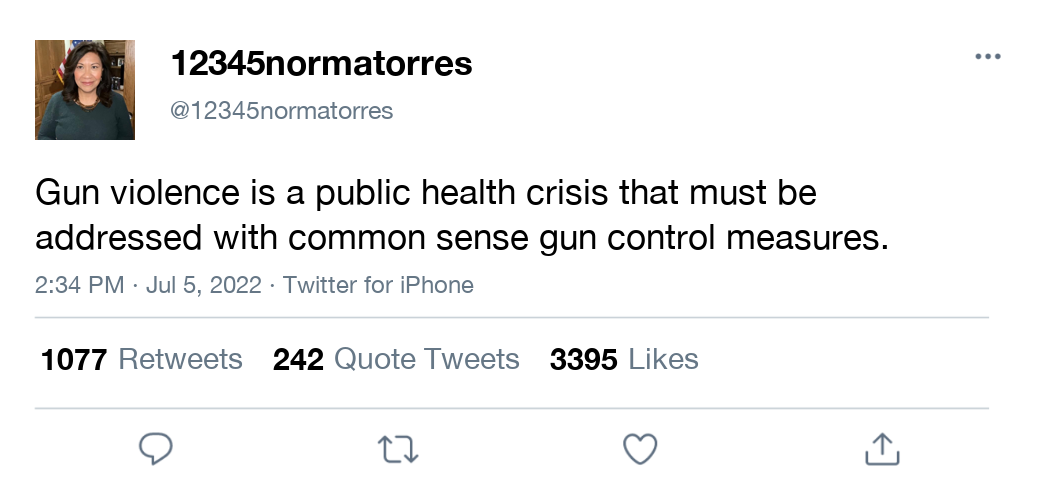 12345normatorres
@12345normatorres
Gun violence is a public health crisis that must be
addressed with common sense gun control measures.
2:34 PM · Jul 5, 2022 · Twitter for iPhone
1077 Retweets 242 Quote Tweets 3395 Likes